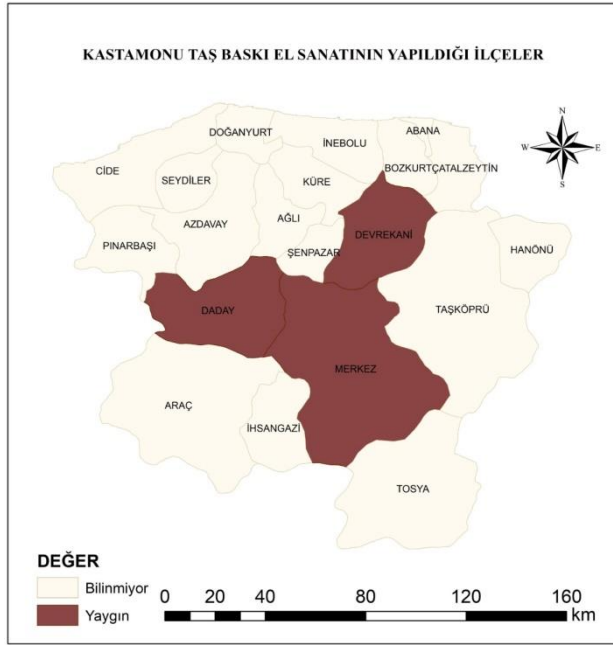 KASTAMONU TAŞ BASKI EL SANATININ YAPILDIĞI İLÇELER
N
W
E
S
DOĞANYURT
İNEBOLU
ABANA
CİDE
SEYDİLER
KÜRE
BOZKURT
ÇATALZEYTİN
AZDAVAY
AĞLI
PINARBAŞI
ŞENPAZAR
DEVREKANİ
HANÖNÜ
DADAY
TAŞKÖPRÜ
MERKEZ
ARAÇ
İHSANGAZİ
TOSYA
DEĞER
Bilinmiyor
Yaygın
0 20 40 80 120 160
km